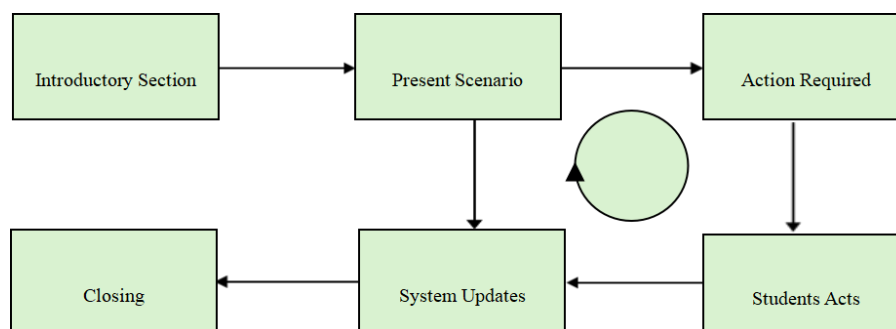 Introductory Section
Present Scenario
Action Required
Closing
System Updates
Students Acts